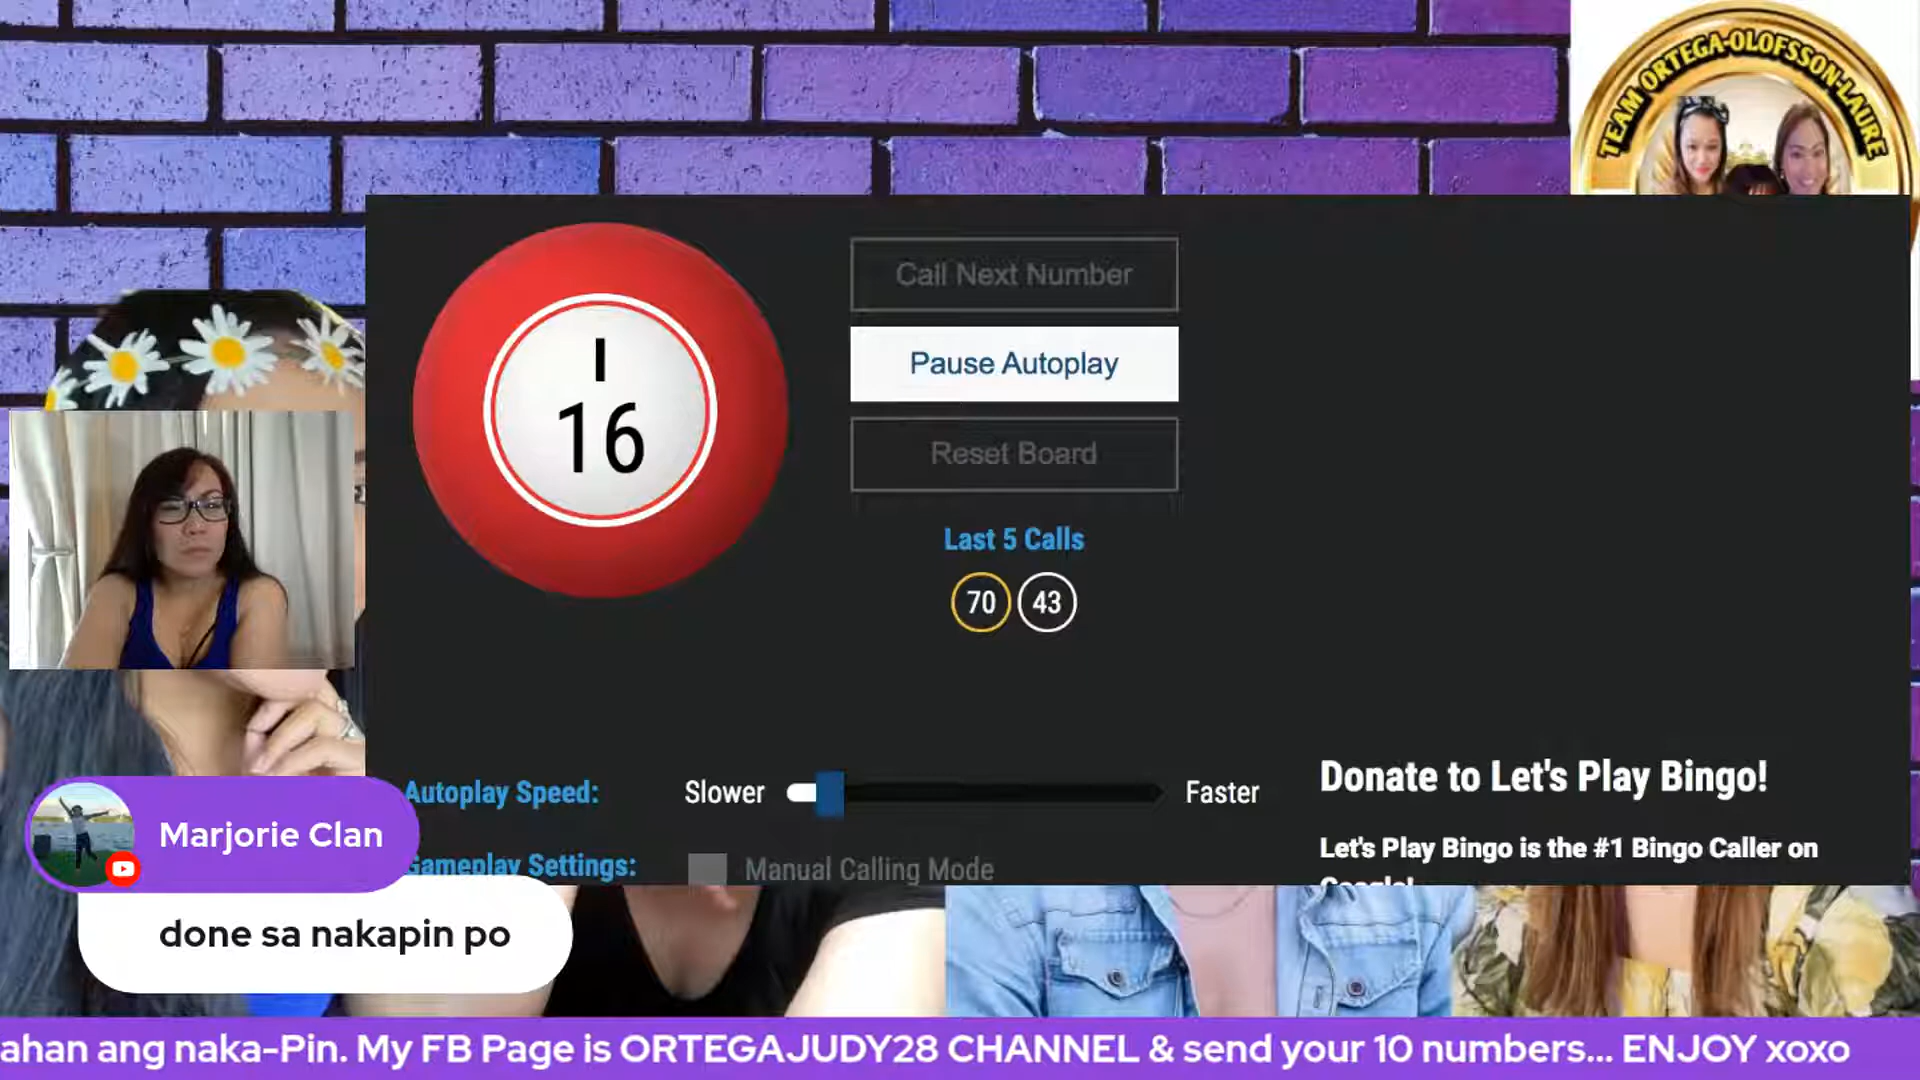 TEAM ORTEGA-OLOFSSON-LAURE
I
16
Call Next Number
Pause Autoplay
Reset Board
Last 5 Calls
70 43
Autoplay Speed:
Slower
Faster
Donate to Let's Play Bingo!
Let's Play Bingo is the #1 Bingo Caller on
Google!
Gameplay Settings:
Manual Calling Mode
Marjorie Clan
done sa nakapin po
ahan ang naka-Pin. My FB Page is ORTEGAJUDY28 CHANNEL & send your 10 numbers... ENJOY xoxo